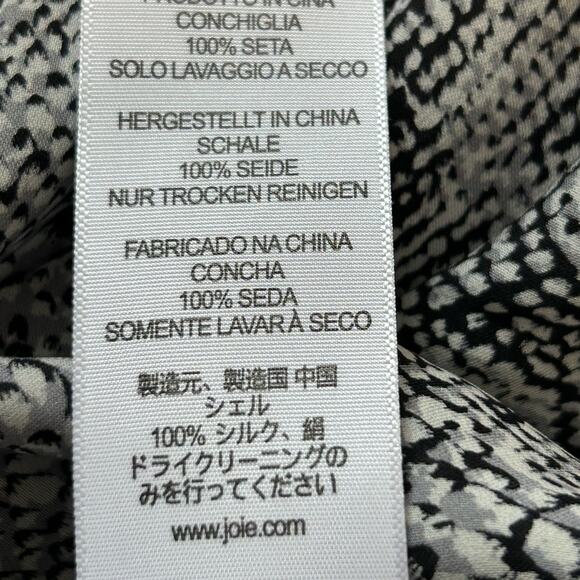 PRODOTTO IN CINA
CONCHIGLIA
100% SETA
SOLO LAVAGGIO A SECCO
HERGESTELLT IN CHINA
SCHALE
100% SEIDE
NUR TROCKEN REINIGEN
FABRICADO NA CHINA
CONCHA
100% SEDA
SOMENTE LAVAR À SECO
製造元、製造国 中国
シェル
100% シルク、絹
ドライクリーニングの
みを行ってください
www.joie.com